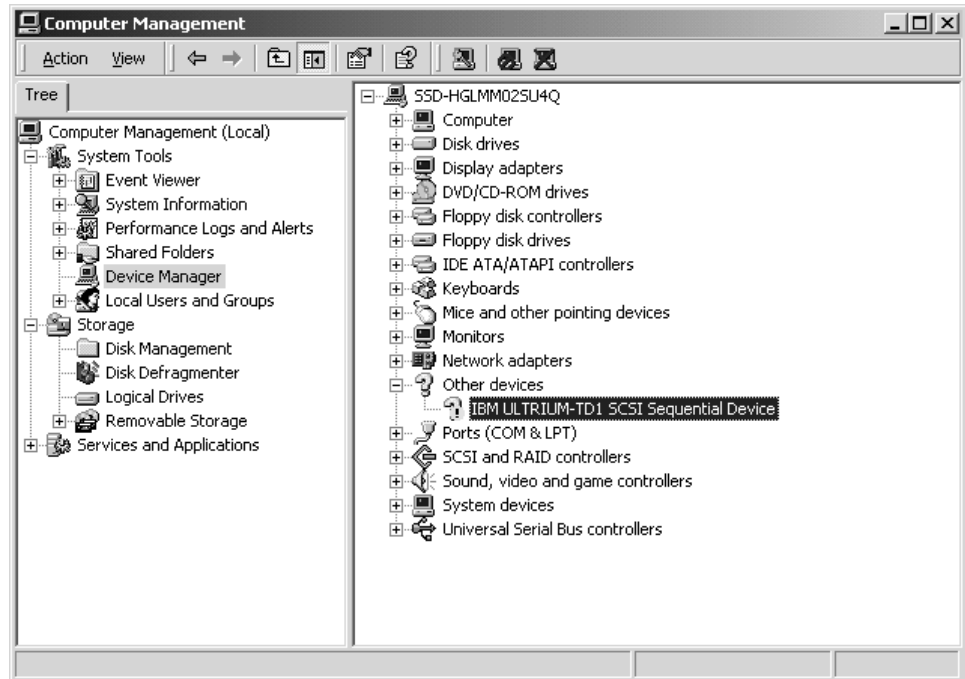 Computer Management
Action View
Tree
Computer Management (Local)
System Tools
Event Viewer
System Information
Performance Logs and Alerts
Shared Folders
Device Manager
Local Users and Groups
Storage
Disk Management
Disk Defragmenter
Logical Drives
Removable Storage
Services and Applications
SSD-HGLMM02SU4Q
Computer
Disk drives
Display adapters
DVD/CD-ROM drives
Floppy disk controllers
Floppy disk drives
IDE ATA/ATAPI controllers
Keyboards
Mice and other pointing devices
Monitors
Network adapters
Other devices
IBM ULTRIUM-TD1 SCSI Sequential Device
Ports (COM & LPT)
SCSI and RAID controllers
Sound, video and game controllers
System devices
Universal Serial Bus controllers